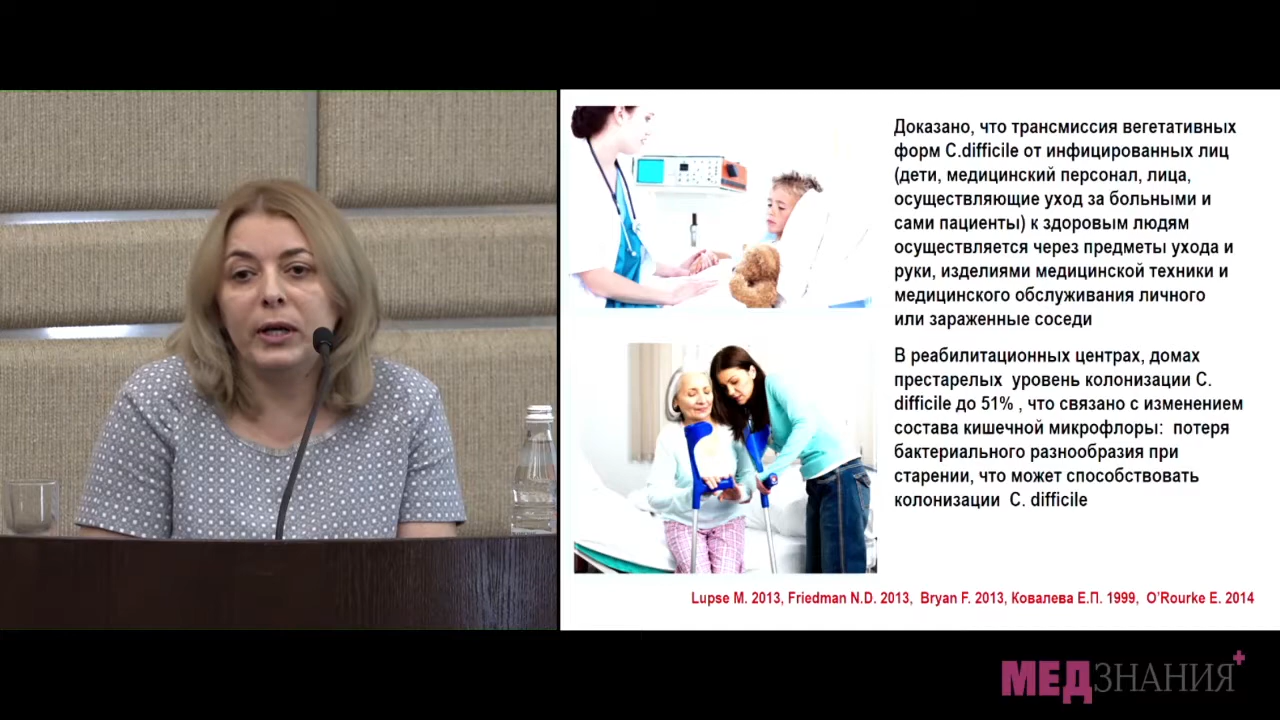 Доказано, что трансмиссия вегетативных
форм C.difficile от инфицированных лиц
(дети, медицинский персонал, лица,
осуществляющие уход за больными и
сами пациенты) к здоровым людям
осуществляется через предметы ухода и
руки, изделиями медицинской техники и
медицинского обслуживания личного
или зараженные соседи
В реабилитационных центрах, домах
престарелых уровень колонизации C.
difficile до 51% , что связано с изменением
состава кишечной микрофлоры: потеря
бактериального разнообразия при
старении, что может способствовать
колонизации C. difficile
Lupse M. 2013, Friedman N.D. 2013, Bryan F. 2013, Ковалева Е.П. 1999, O’Rourke E. 2014
МЕДЗНАНИЯ+